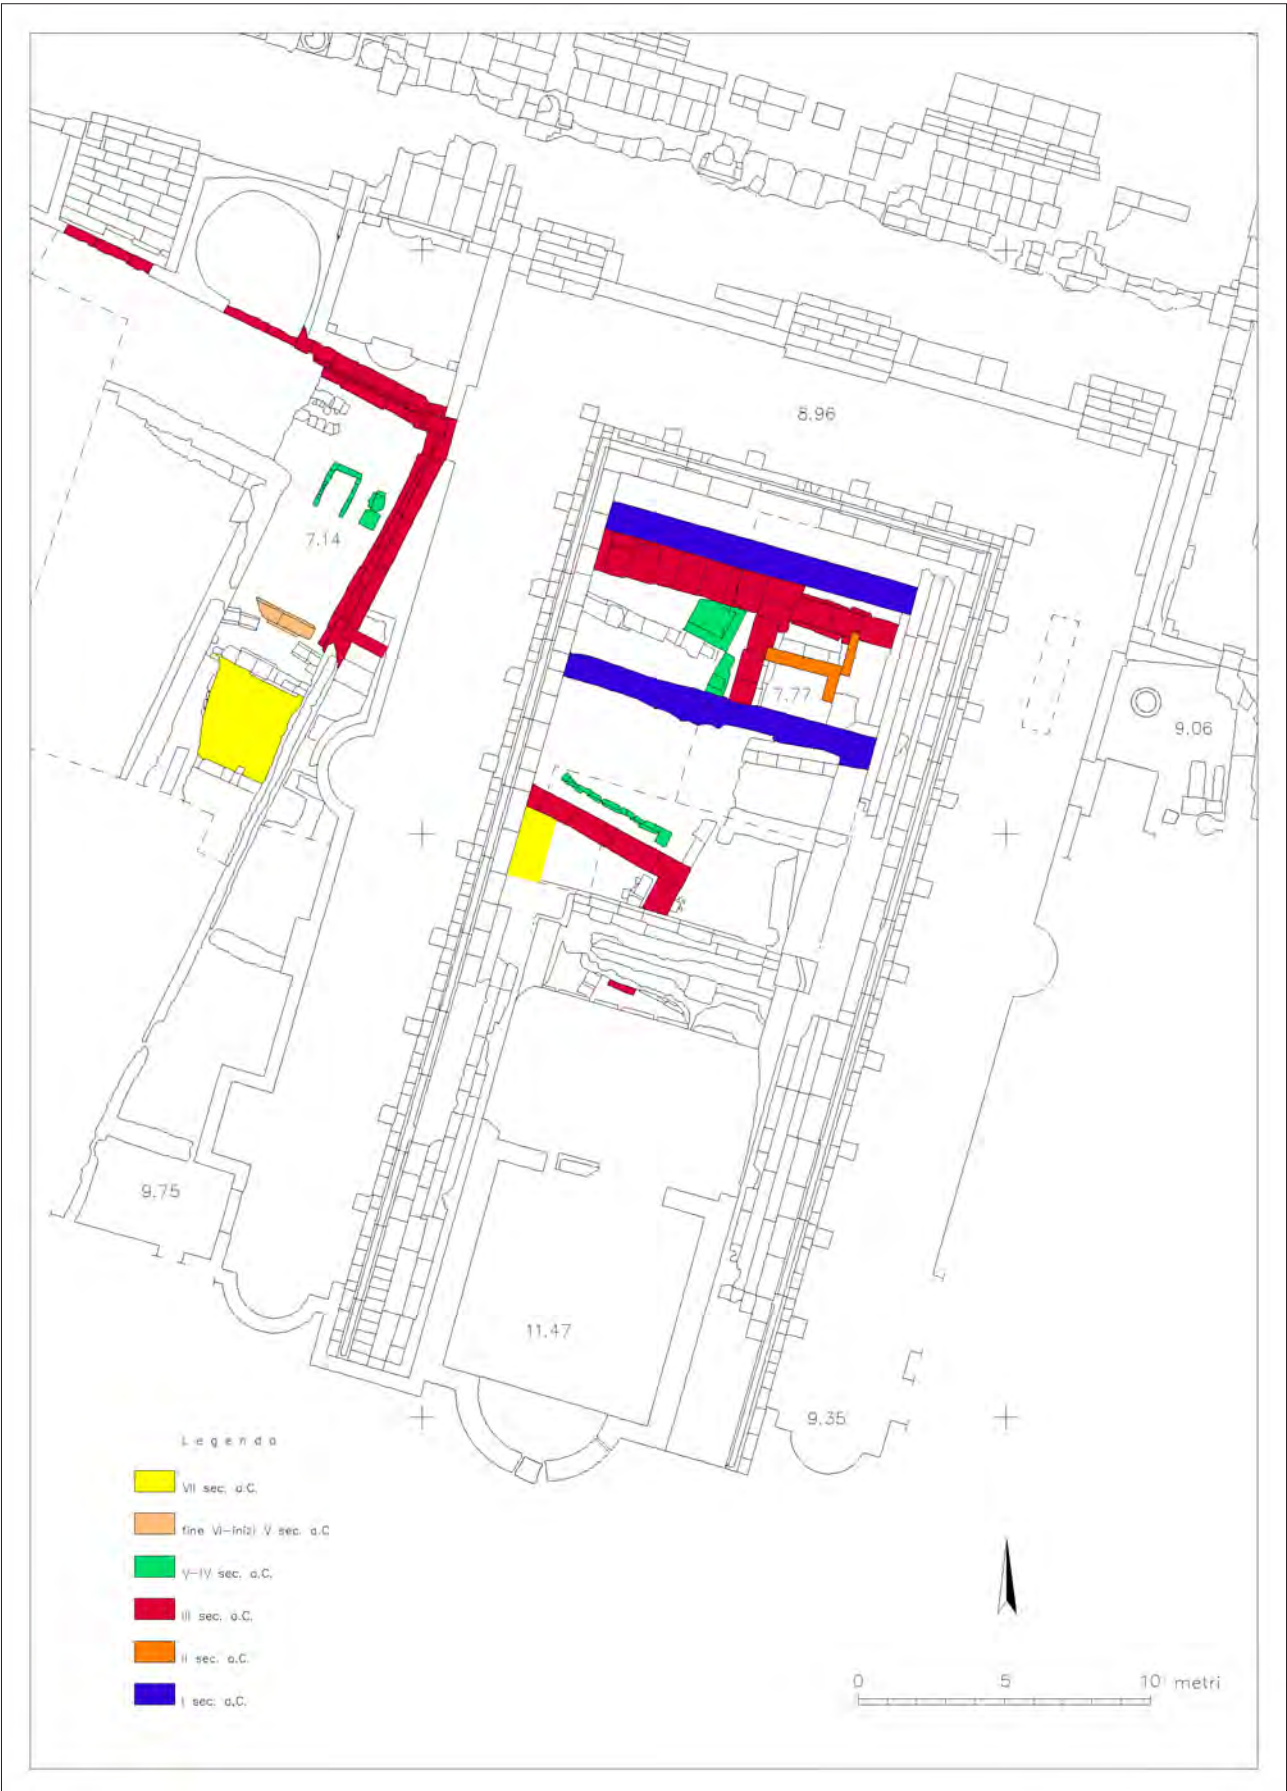 8.96
7.14
7.77
9.06
9.75
11.47
9.35
Legenda
VII sec. a.C.
fine VI-inizi V sec. a.C
V-IV sec. a.C.
III sec. a.C.
II sec. a.C.
I sec. a.C.
0 5 10 metri